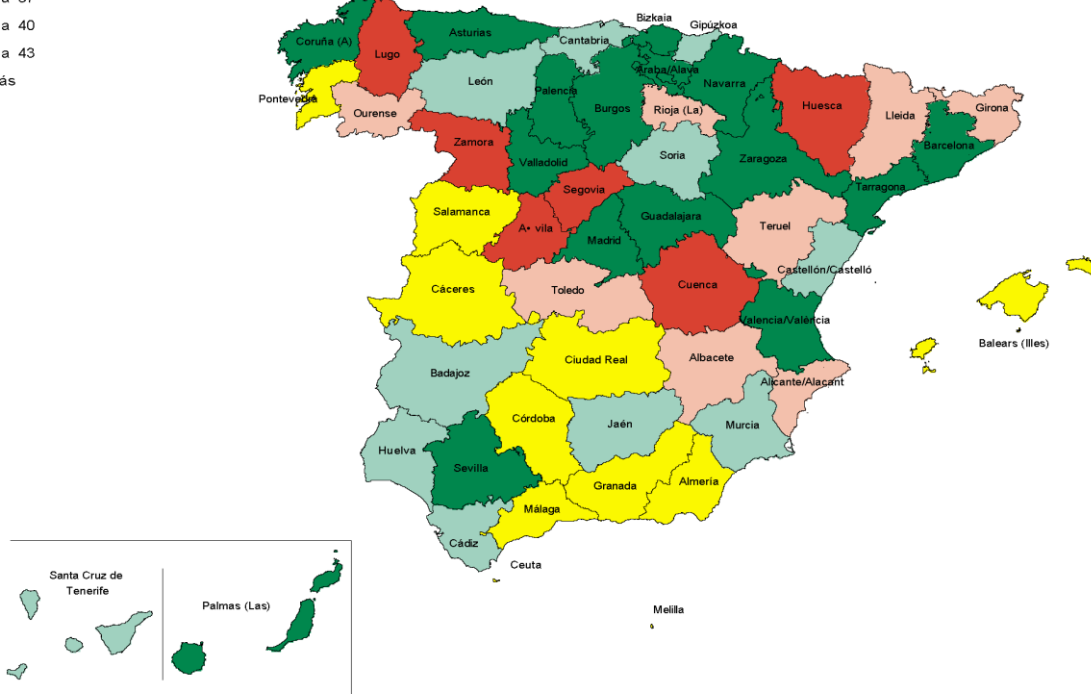 a 37
a 40
a 43
ás
Coruña (A)
Lugo
Asturias
Cantabria
Bizkaia
Gipúzkoa
Araba/Alava
Navarra
Pontevedra
Ourense
León
Palencia
Burgos
Rioja (La)
Huesca
Lleida
Girona
Barcelona
Zamora
Valladolid
Soria
Zaragoza
Tarragona
Segovia
Salamanca
A• vila
Madrid
Guadalajara
Teruel
Castellón/Castelló
Cáceres
Toledo
Cuenca
Valencia/València
Balears (Illes)
Ciudad Real
Albacete
Alicante/Alacant
Badajoz
Córdoba
Jaén
Murcia
Huelva
Sevilla
Granada
Almería
Málaga
Cádiz
Ceuta
Melilla
Santa Cruz de
Tenerife
Palmas (Las)